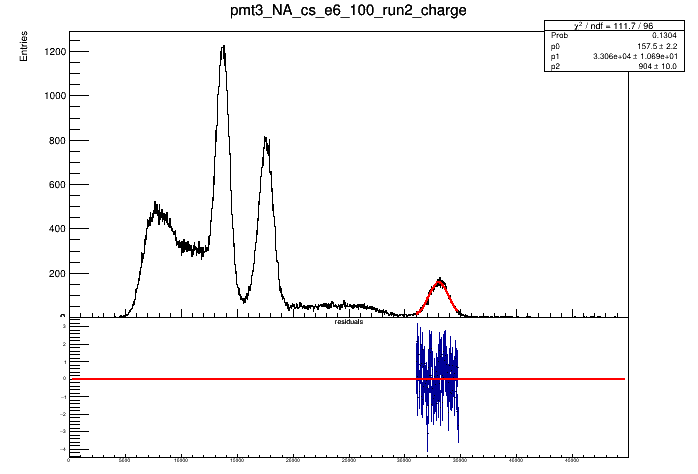 pmt3_NA_cs_e6_100_run2_charge
χ² / ndf = 111.7 / 96
Prob 0.1304
p0 157.5 ± 2.2
p1 3.306e+04 ± 1.069e+01
p2 904 ± 10.0
Entries
1200
1000
800
600
400
200
0
residuals
3
2
1
0
−1
−2
−3
−4
0 5000 10000 15000 20000 25000 30000 35000 40000 45000